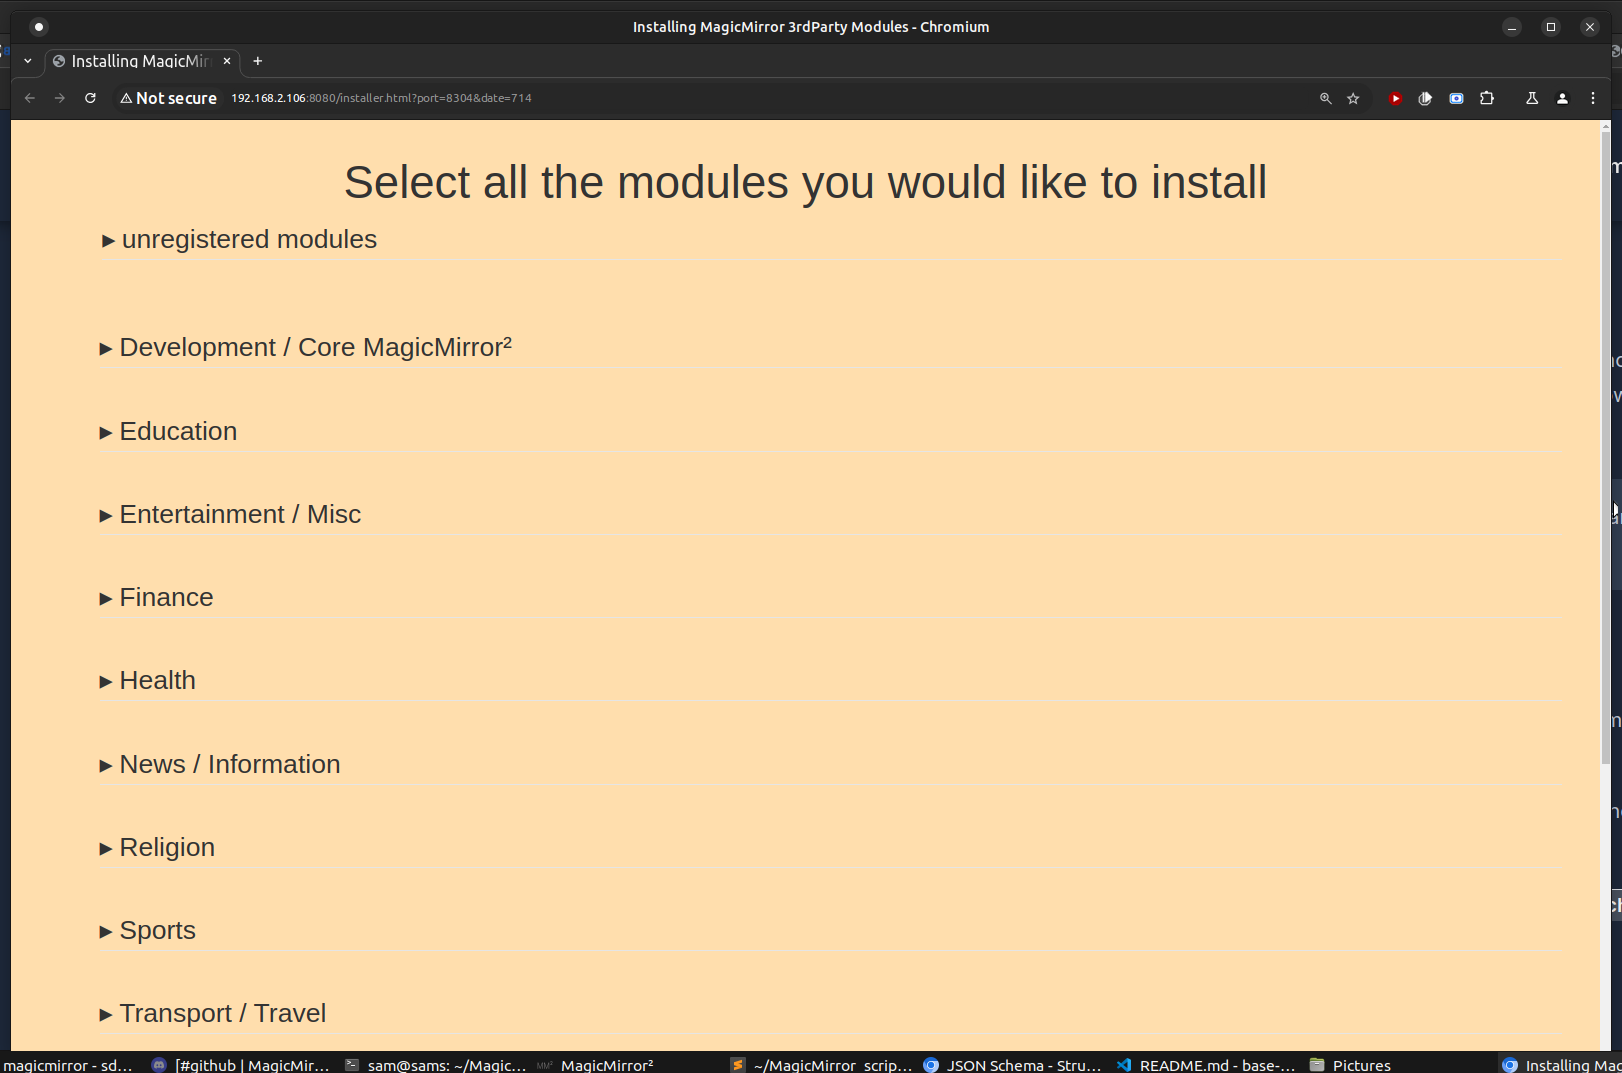 Installing MagicMirror 3rdParty Modules - Chromium
Installing MagicMir
Not secure 192.168.2.106:8080/installer.html?port=8304&date=714
Select all the modules you would like to install
▸ unregistered modules
▸ Development / Core MagicMirror²
▸ Education
▸ Entertainment / Misc
▸ Finance
▸ Health
▸ News / Information
▸ Religion
▸ Sports
▸ Transport / Travel
magicmirror - sd... [#github | MagicMir... sam@sams: ~/Magic... MM² MagicMirror² ~/MagicMirror_scrip... JSON Schema - Stru... README.md - base-... Pictures Installing Mag